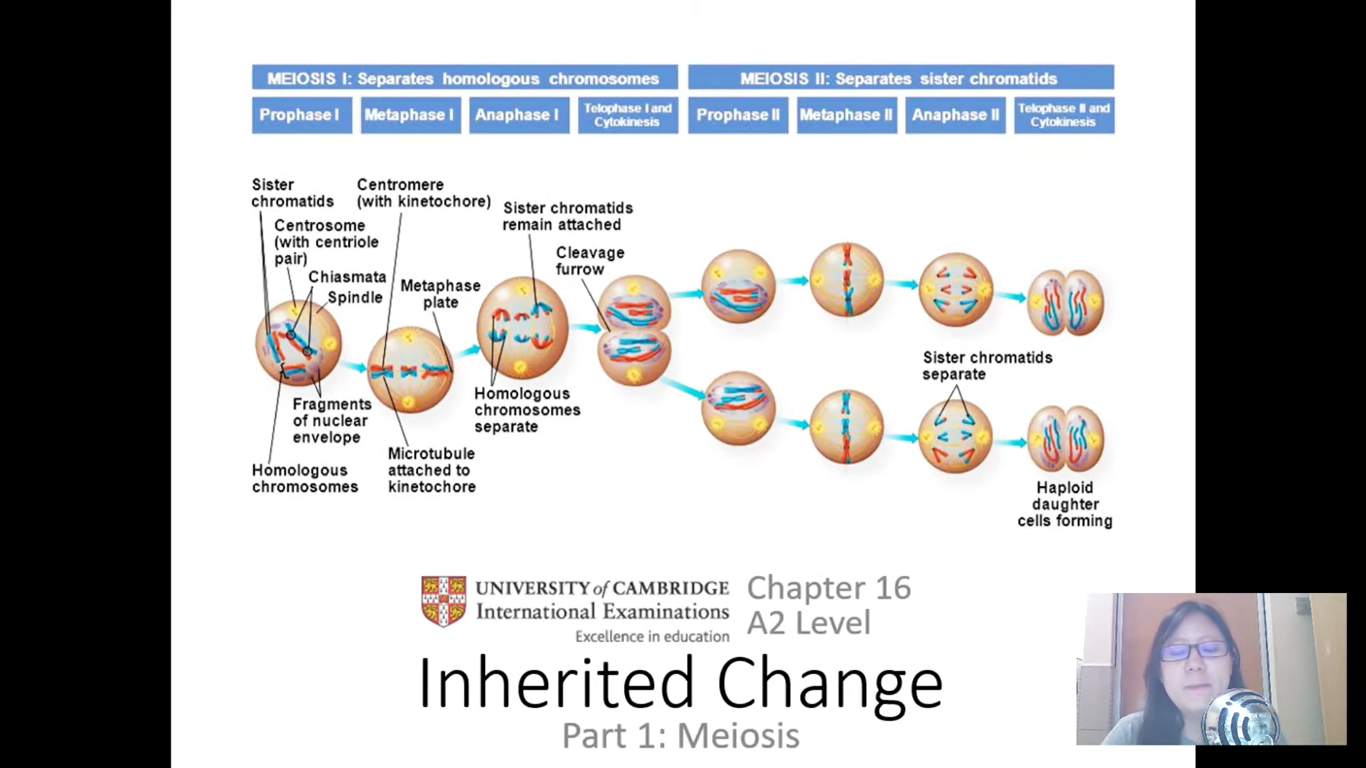 MEIOSIS I: Separates homologous chromosomes
MEIOSIS II: Separates sister chromatids
Prophase I
Metaphase I
Anaphase I
Telophase I and
Cytokinesis
Prophase II
Metaphase II
Anaphase II
Telophase II and
Cytokinesis
Sister
chromatids
Centrosome
(with centriole
pair)
Chiasmata
Spindle
Centromere
(with kinetochore)
Metaphase
plate
Sister chromatids
remain attached
Cleavage
furrow
Fragments
of nuclear
envelope
Homologous
chromosomes
Microtubule
attached to
kinetochore
Homologous
chromosomes
separate
Sister chromatids
separate
Haploid
daughter
cells forming
UNIVERSITY of CAMBRIDGE
International Examinations
Excellence in education
Chapter 16
A2 Level
Inherited Change
Part 1: Meiosis